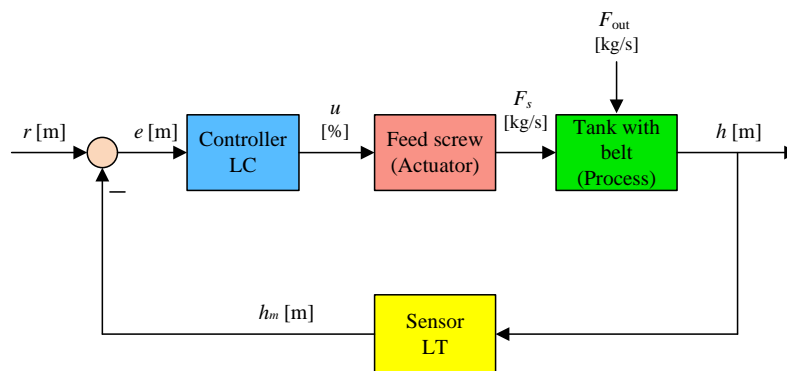 F_out
[kg/s]
r [m]
e [m]
Controller
LC
u
[%]
Feed screw
(Actuator)
F_s
[kg/s]
Tank with
belt
(Process)
h [m]
−
h_m [m]
Sensor
LT